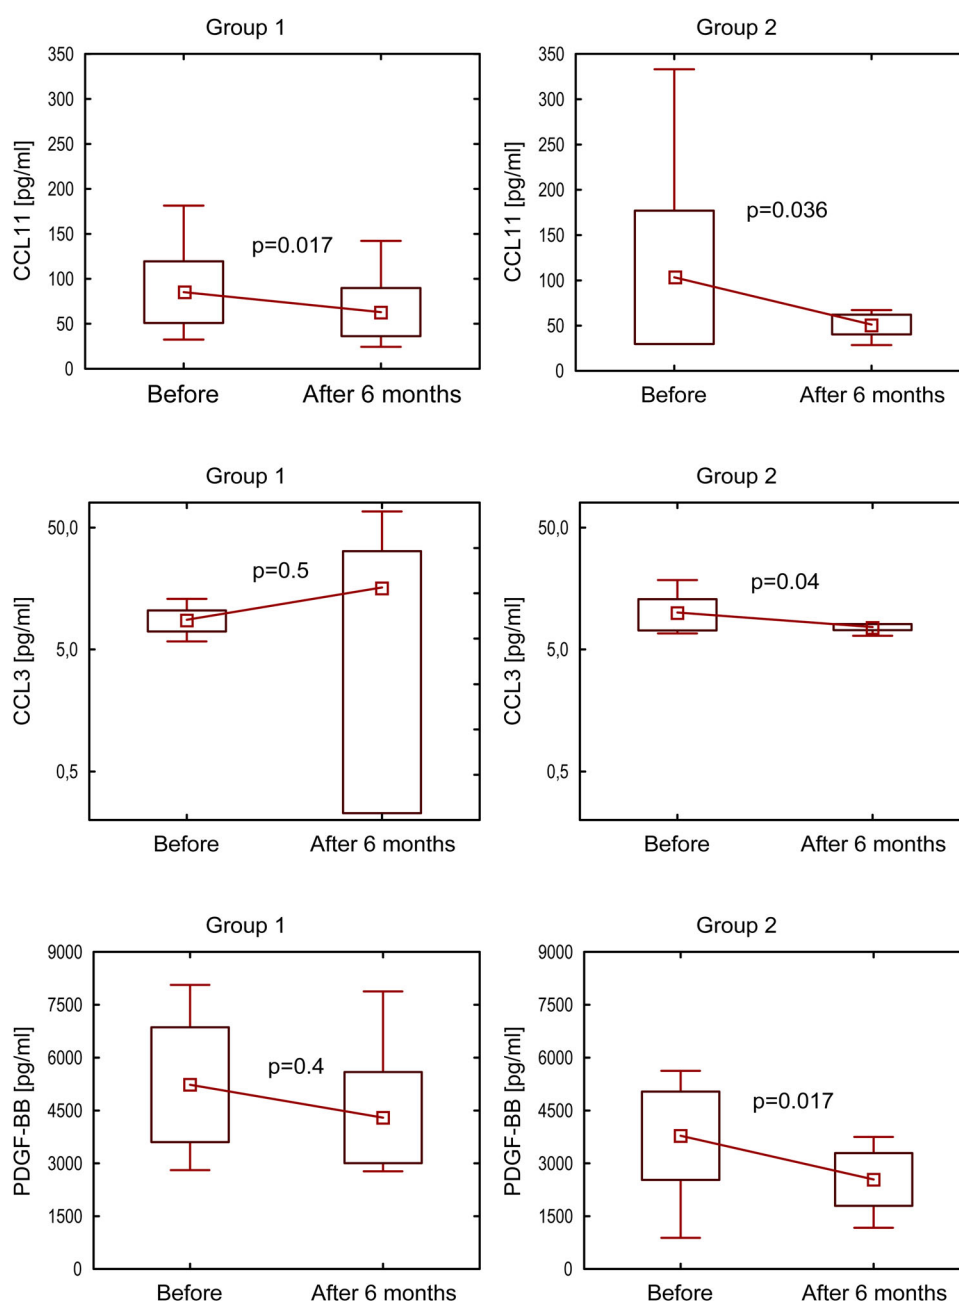 Group 1
Group 2
350
300
250
200
150
100
50
0
CCL11 [pg/ml]
p=0.017
Before
After 6 months
350
300
250
200
150
100
50
0
CCL11 [pg/ml]
p=0.036
Before
After 6 months
Group 1
Group 2
50,0
5,0
0,5
CCL3 [pg/ml]
p=0.5
Before
After 6 months
50,0
5,0
0,5
CCL3 [pg/ml]
p=0.04
Before
After 6 months
Group 1
Group 2
9000
7500
6000
4500
3000
1500
0
PDGF-BB [pg/ml]
p=0.4
Before
After 6 months
9000
7500
6000
4500
3000
1500
0
PDGF-BB [pg/ml]
p=0.017
Before
After 6 months